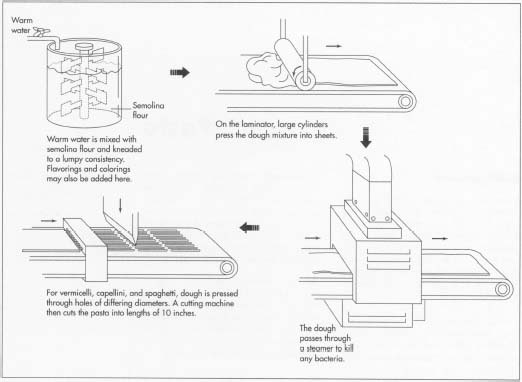 Warm
water
Semolina
flour
Warm water is mixed with
semolina flour and kneaded
to a lumpy consistency.
Flavorings and colorings
may also be added here.
On the laminator, large cylinders
press the dough mixture into sheets.
The dough
passes through
a steamer to kill
any bacteria.
For vermicelli, capellini, and spaghetti, dough is pressed
through holes of differing diameters. A cutting machine
then cuts the pasta into lengths of 10 inches.